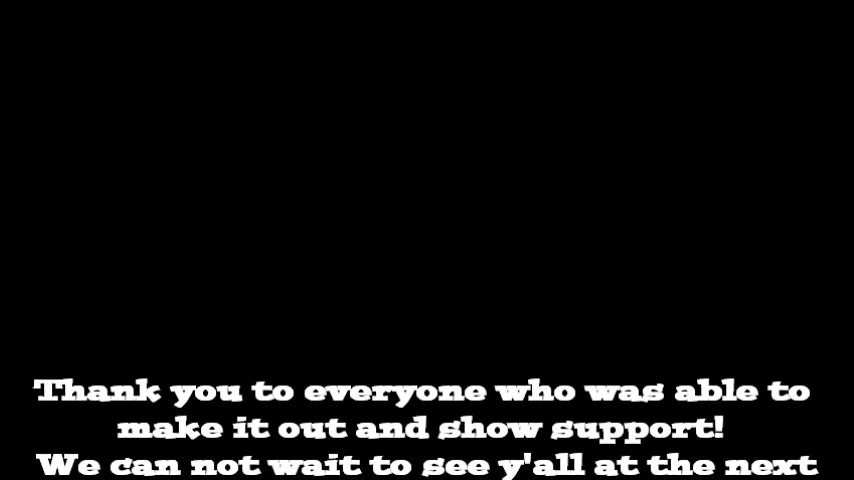 Thank you to everyone who was able to
make it out and show support!
We can not wait to see y'all at the next